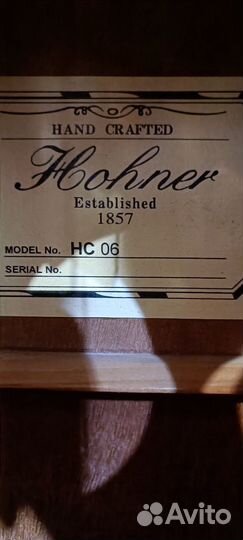 HAND CRAFTED
Hohner
Established
1857
MODEL No. HC 06
SERIAL No.
Avito